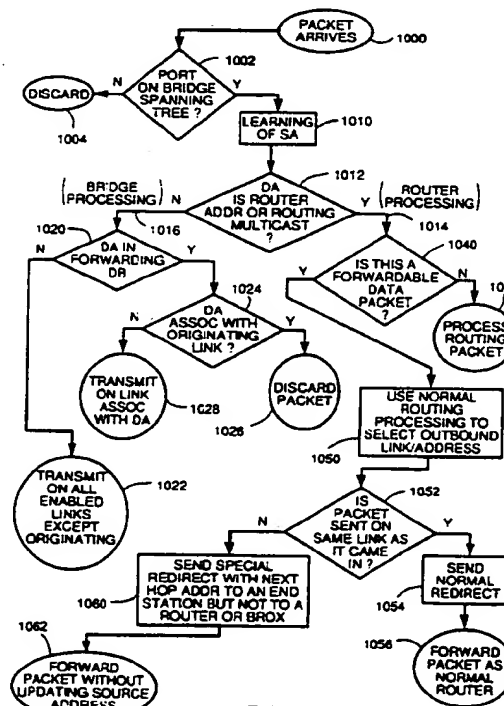 PACKET
ARRIVES
1000
1002
N
PORT
ON BRIDGE
SPANNING
TREE ?
Y
DISCARD
1004
LEARNING
OF SA
1010
1012
DA
IS ROUTER
ADDR OR ROUTING
MULTICAST
?
(BRIDGE
PROCESSING)
N
1016
Y
(ROUTER
PROCESSING)
1014
1020
N
DA IN
FORWARDING
DB
Y
1040
Y
IS THIS A
FORWARDABLE
DATA
PACKET
?
N
PROCESS
ROUTING
PACKET
1024
N
DA
ASSOC WITH
ORIGINATING
LINK ?
Y
TRANSMIT
ON LINK
ASSOC
WITH DA
1028
DISCARD
PACKET
1026
USE NORMAL
ROUTING
PROCESSING TO
SELECT OUTBOUND
LINK/ADDRESS
1050
TRANSMIT
ON ALL
ENABLED
LINKS
EXCEPT
ORIGINATING
1022
1052
N
IS
PACKET
SENT ON
SAME LINK AS
IT CAME
IN ?
Y
SEND SPECIAL
REDIRECT WITH NEXT
HOP ADDR TO AN END
STATION BUT NOT TO A
ROUTER OR BROX
1060
SEND
NORMAL
REDIRECT
1054
1062
FORWARD
PACKET WITHOUT
UPDATING SOURCE
ADDRESS
1056
FORWARD
PACKET AS
NORMAL
ROUTER